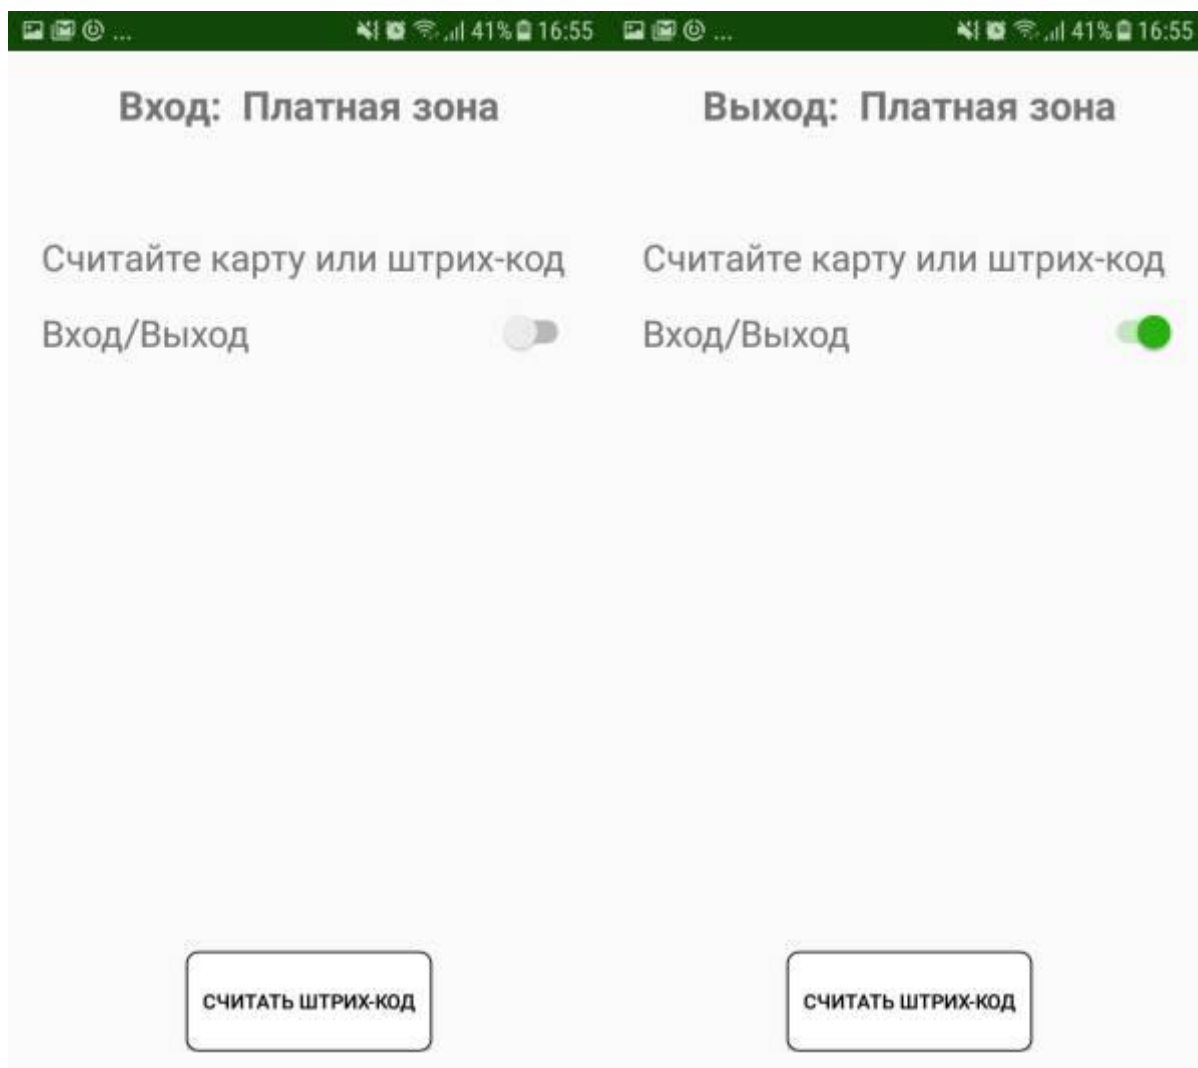 ... 41% 16:55
Вход: Платная зона
Считайте карту или штрих-код
Вход/Выход
СЧИТАТЬ ШТРИХ-КОД
... 41% 16:55
Выход: Платная зона
Считайте карту или штрих-код
Вход/Выход
СЧИТАТЬ ШТРИХ-КОД